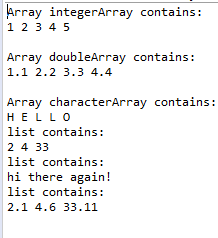 Array integerArray contains:
1 2 3 4 5
Array doubleArray contains:
1.1 2.2 3.3 4.4
Array characterArray contains:
H E L L O
list contains:
2 4 33
list contains:
hi there again!
list contains:
2.1 4.6 33.11